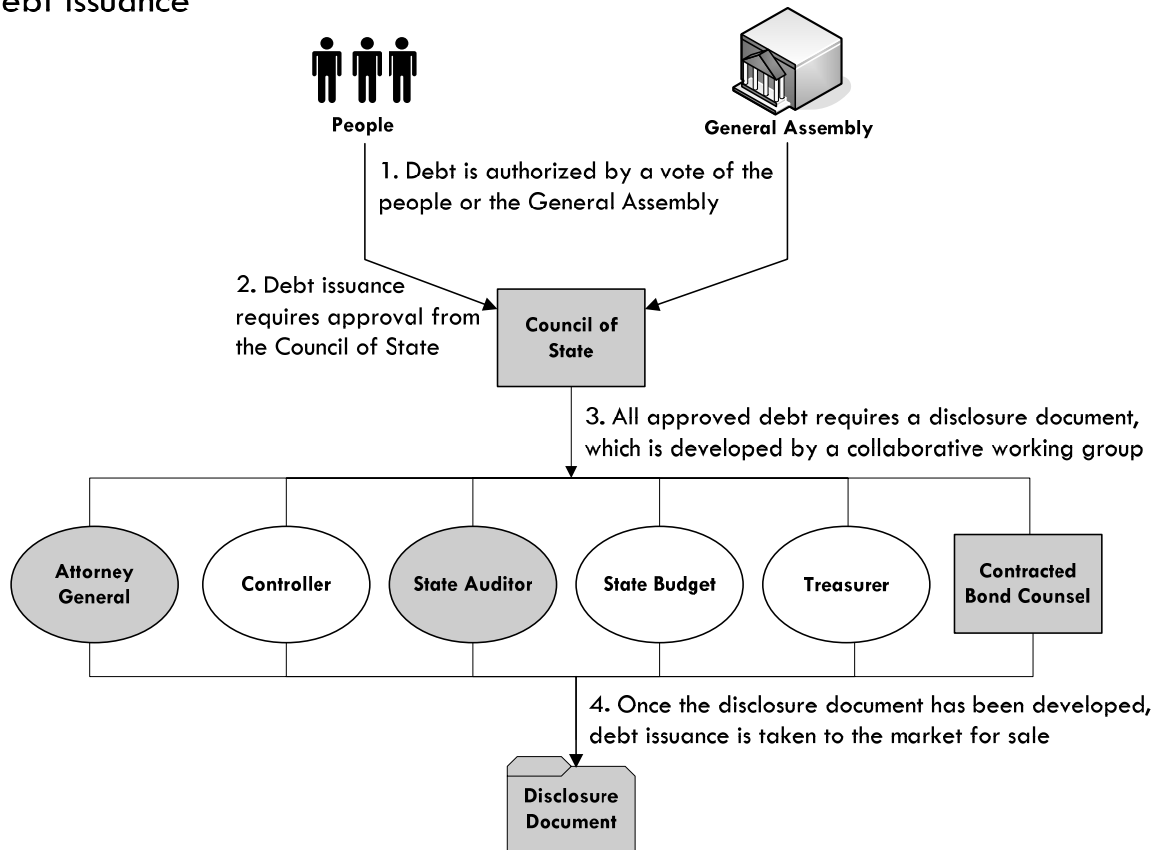 ebt Issuance
People
General Assembly
1. Debt is authorized by a vote of the
people or the General Assembly
2. Debt issuance
requires approval from
the Council of State
Council of
State
3. All approved debt requires a disclosure document,
which is developed by a collaborative working group
Attorney
General
Controller
State Auditor
State Budget
Treasurer
Contracted
Bond Counsel
4. Once the disclosure document has been developed,
debt issuance is taken to the market for sale
Disclosure
Document